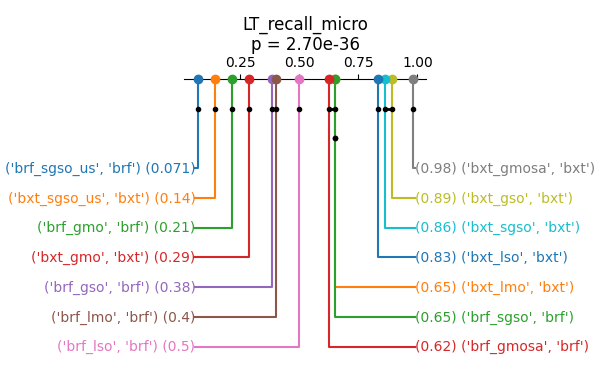 LT_recall_micro
p = 2.70e-36
0.25 0.50 0.75 1.00
('brf_sgso_us', 'brf') (0.071) (0.98) ('bxt_gmosa', 'bxt')
('bxt_sgso_us', 'bxt') (0.14) (0.89) ('bxt_gso', 'bxt')
('brf_gmo', 'brf') (0.21) (0.86) ('bxt_sgso', 'bxt')
('bxt_gmo', 'bxt') (0.29) (0.83) ('bxt_lso', 'bxt')
('brf_gso', 'brf') (0.38) (0.65) ('bxt_lmo', 'bxt')
('brf_lmo', 'brf') (0.4) (0.65) ('brf_sgso', 'brf')
('brf_lso', 'brf') (0.5) (0.62) ('brf_gmosa', 'brf')